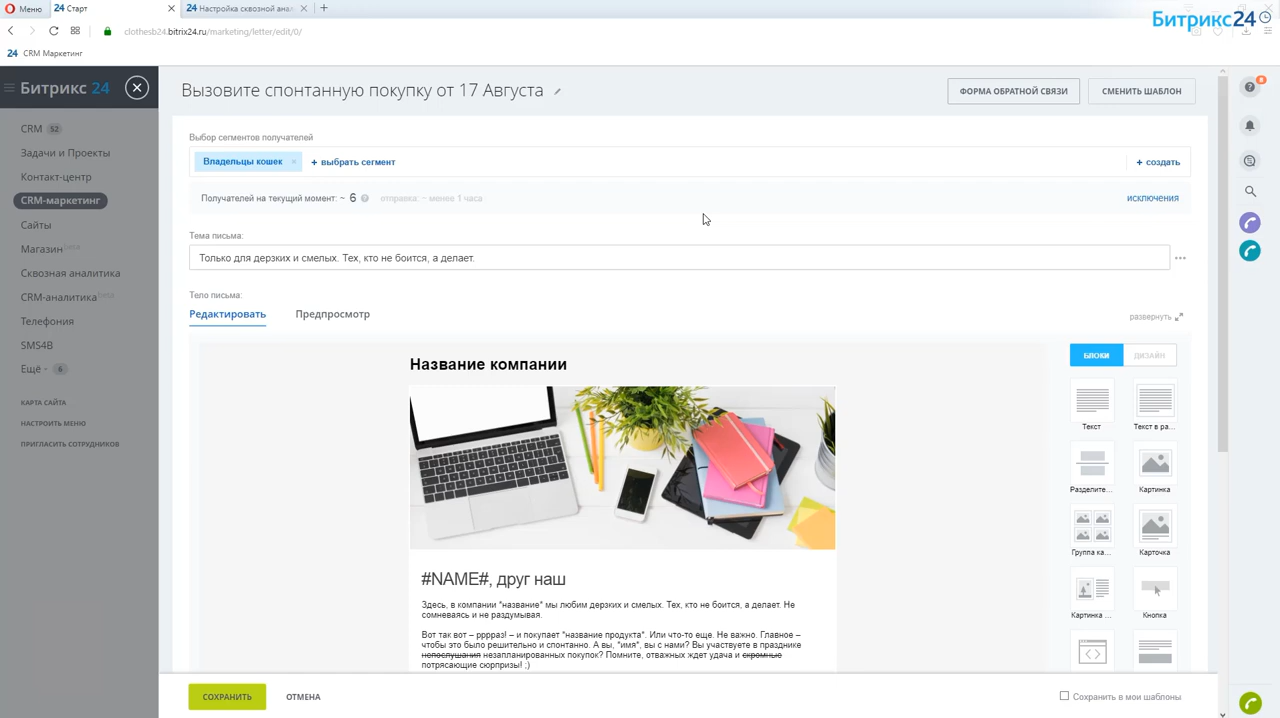 Меню
24 Старт
24 Настройка сквозной анал
clothesb24.bitrix24.ru/marketing/letter/edit/0/
Битрикс24
24 CRM Маркетинг
Битрикс 24
CRM 52
Задачи и Проекты
Контакт-центр
CRM-маркетинг
Сайты
Магазин beta
Сквозная аналитика
CRM-аналитика beta
Телефония
SMS4B
Ещё 6
КАРТА САЙТА
НАСТРОИТЬ МЕНЮ
ПРИГЛАСИТЬ СОТРУДНИКОВ
Вызовите спонтанную покупку от 17 Августа
ФОРМА ОБРАТНОЙ СВЯЗИ
СМЕНИТЬ ШАБЛОН
Выбор сегментов получателей
Владельцы кошек × + выбрать сегмент
+ создать
Получателей на текущий момент: ~ 6 ? отправка: ~ менее 1 часа
исключения
Тема письма:
Только для дерзких и смелых. Тех, кто не боится, а делает.
Тело письма:
Редактировать Предпросмотр
развернуть
Название компании
#NAME#, друг наш
Здесь, в компании "название" мы любим дерзких и смелых. Тех, кто не боится, а делает. Не
сомневаясь и не раздумывая.
Вот так вот – рррраз! – и покупает "название продукта". Или что-то еще. Не важно. Главное –
чтобы это было решительно и спонтанно. А вы, "имя", вы с нами? Вы участвуете в празднике
непослушания незапланированных покупок? Помните, отважных ждет удача и скромные
потрясающие сюрпризы! ;)
БЛОКИ ДИЗАЙН
Текст Текст в ра...
Разделите... Картинка
Группа ка... Карточка
Картинка ... Кнопка
СОХРАНИТЬ ОТМЕНА
Сохранить в мои шаблоны
? 8